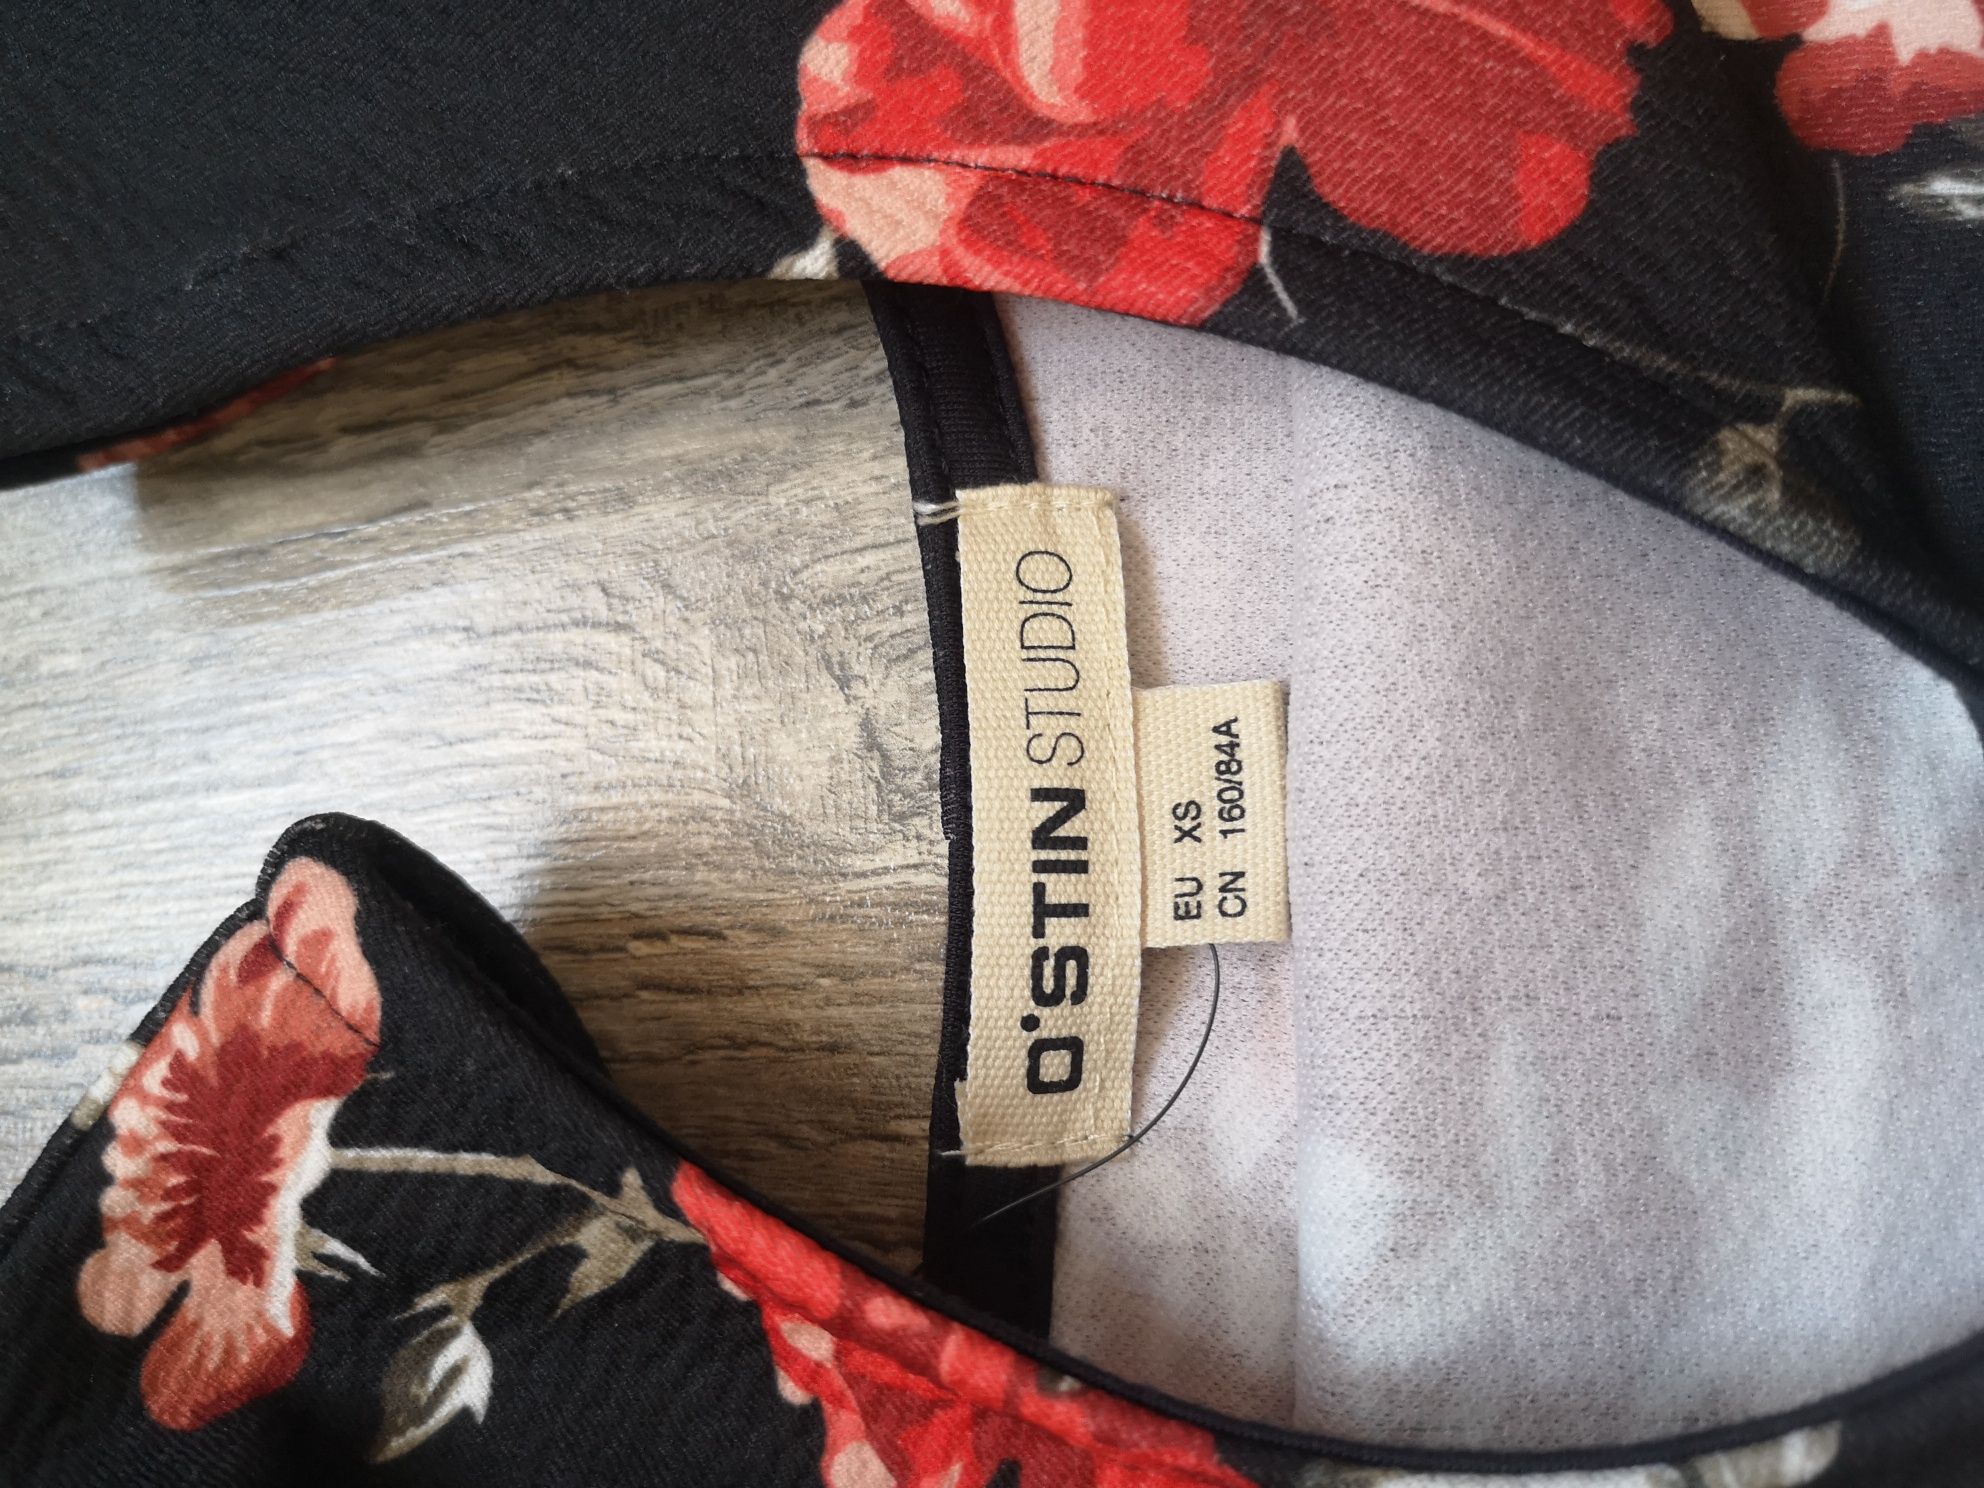 O'STIN STUDIO
EU XS
CN 160/84A